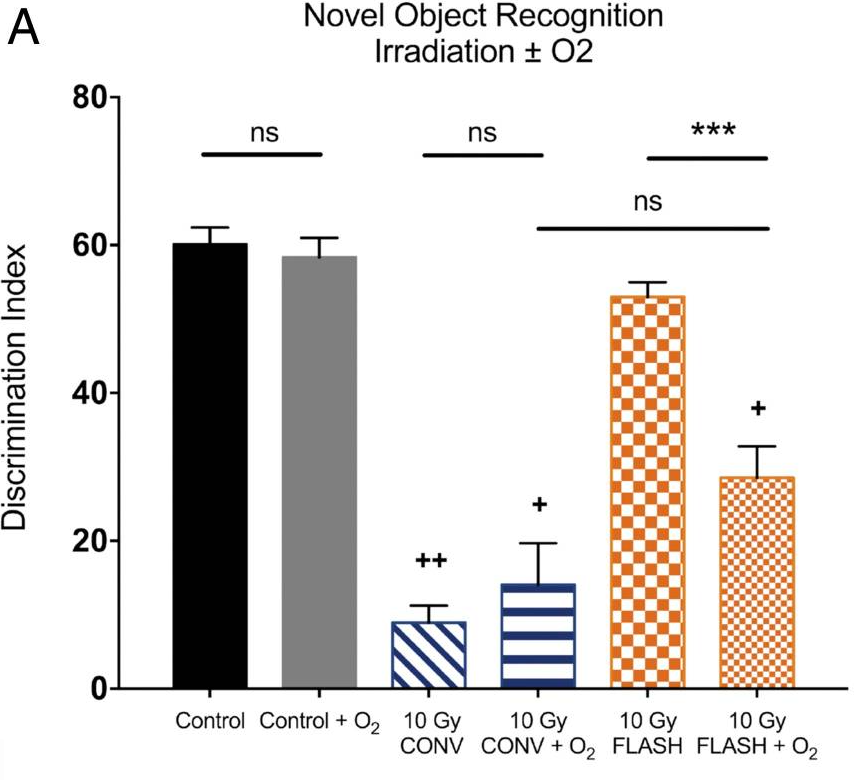 A
Novel Object Recognition
Irradiation ± O2
Discrimination Index
80
60
40
20
0
ns
ns
***
ns
++
+
+
Control
Control + O₂
10 Gy
CONV
10 Gy
CONV + O₂
10 Gy
FLASH
10 Gy
FLASH + O₂